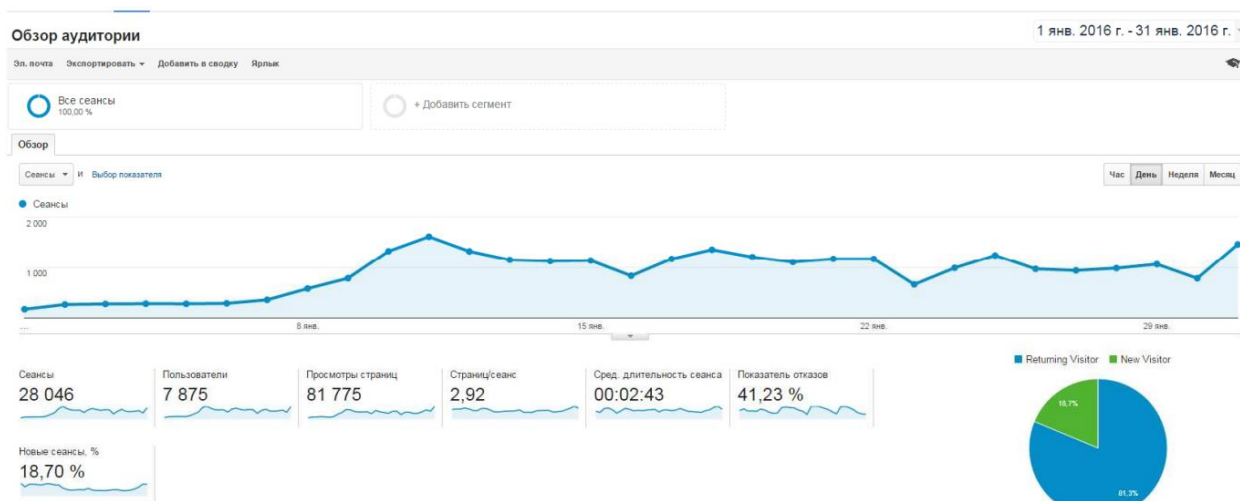 Обзор аудитории
1 янв. 2016 г. - 31 янв. 2016 г.
Эл. почта Экспортировать Добавить в сводку Ярлык
Все сеансы
100,00 %
+ Добавить сегмент
Обзор
Сеансы И Выбор показателя
Час День Неделя Месяц
Сеансы
2 000
1 000
... 8 янв. 15 янв. 22 янв. 29 янв.
Returning Visitor New Visitor
Сеансы Пользователи Просмотры страниц Страниц/сеанс Сред. длительность сеанса Показатель отказов
28 046 7 875 81 775 2,92 00:02:43 41,23 %
18,7%
Новые сеансы, %
18,70 %
81,3%